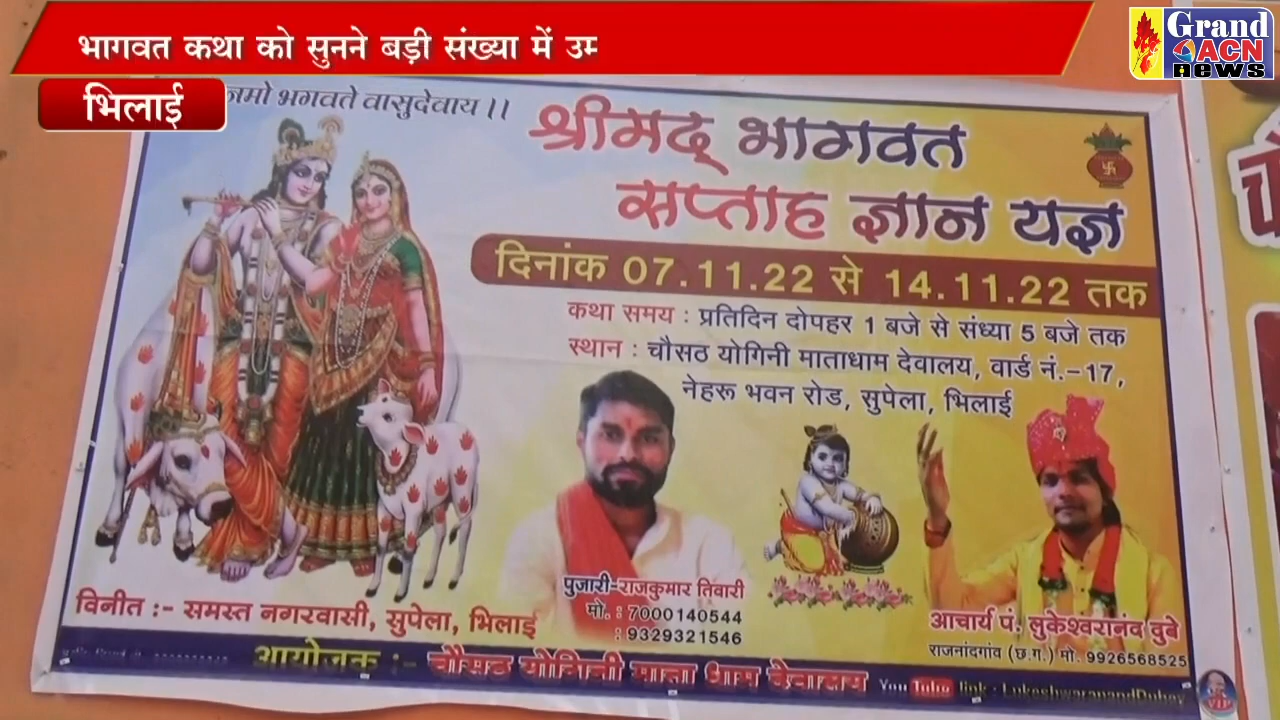 भागवत कथा को सुनने बड़ी संख्या में उम
Grand
ACN
news
भिलाई
नमो भगवते वासुदेवाय ।।
श्रीमद् भागवत
सप्ताह ज्ञान यज्ञ
दिनांक 07.11.22 से 14.11.22 तक
कथा समय : प्रतिदिन दोपहर 1 बजे से संध्या 5 बजे तक
स्थान : चौसठ योगिनी माताधाम देवालय, वार्ड नं.-17,
नेहरू भवन रोड, सुपेला, भिलाई
पुजारी-राजकुमार तिवारी
मो. : 7000140544
: 9329321546
आचार्य पं. लुकेश्वरानंद दुबे
राजनांदगांव (छ.ग.) मो. 9926568525
विनीत :- समस्त नगरवासी, सुपेला, भिलाई
आयोजक :- चौसठ योगिनी माता धाम देवालय
YouTube link : LukeshwaranandDubey
VIP